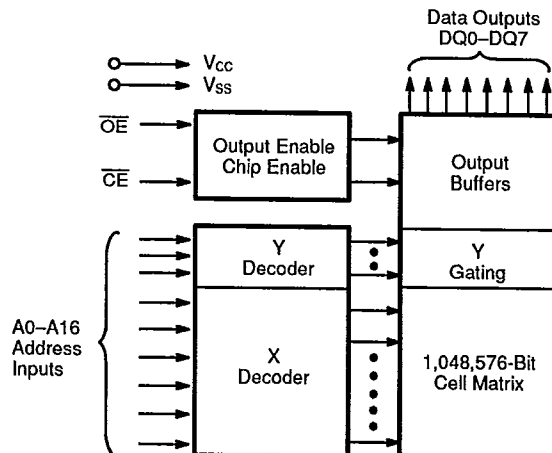 Data Outputs
DQ0–DQ7
VCC
VSS
OE
CE
Output Enable
Chip Enable
Output
Buffers
Y
Decoder
Y
Gating
A0–A16
Address
Inputs
X
Decoder
1,048,576-Bit
Cell Matrix